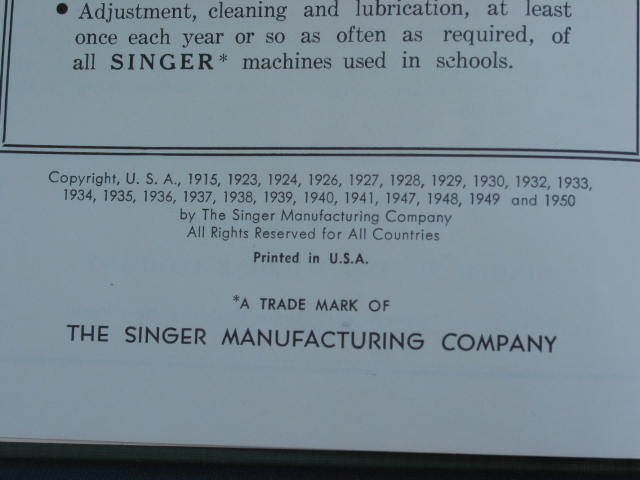 • Adjustment, cleaning and lubrication, at least
once each year or so as often as required, of
all SINGER* machines used in schools.
Copyright, U. S. A., 1915, 1923, 1924, 1926, 1927, 1928, 1929, 1930, 1932, 1933,
1934, 1935, 1936, 1937, 1938, 1939, 1940, 1941, 1947, 1948, 1949 and 1950
by The Singer Manufacturing Company
All Rights Reserved for All Countries
Printed in U.S.A.
*A TRADE MARK OF
THE SINGER MANUFACTURING COMPANY